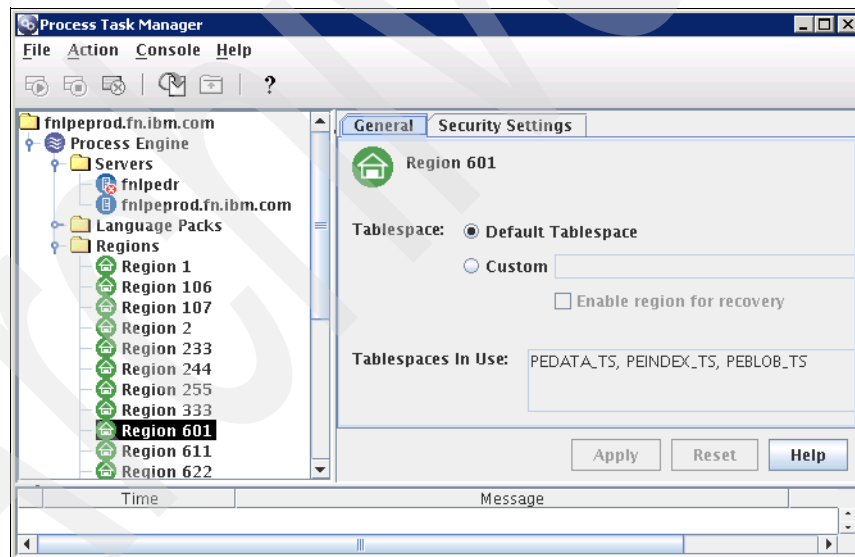 Process Task Manager
File Action Console Help
?
fnlpeprod.fn.ibm.com
Process Engine
Servers
fnlpedr
fnlpeprod.fn.ibm.com
Language Packs
Regions
Region 1
Region 106
Region 107
Region 2
Region 233
Region 244
Region 255
Region 333
Region 601
Region 611
Region 622
General Security Settings
Region 601
Tablespace: Default Tablespace
Custom
Enable region for recovery
Tablespaces In Use: PEDATA_TS, PEINDEX_TS, PEBLOB_TS
Apply Reset Help
Time Message